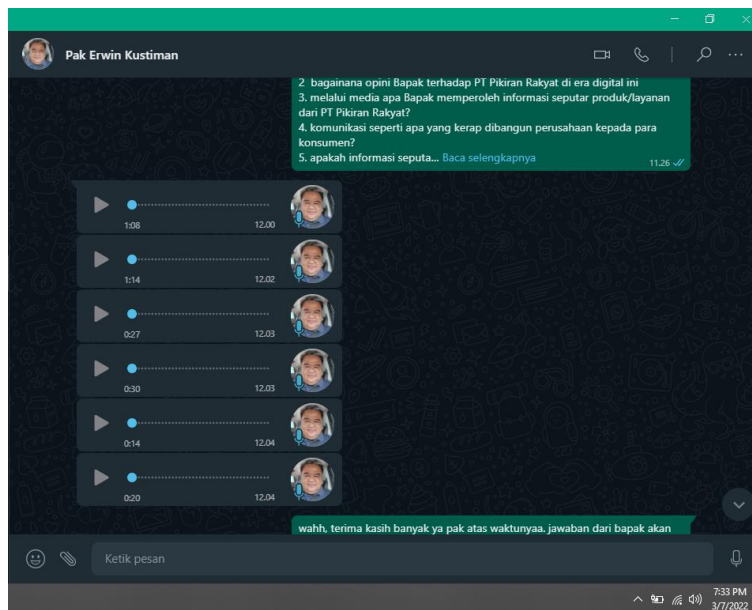 Pak Erwin Kustiman
2 bagainana opini Bapak terhadap PT Pikiran Rakyat di era digital ini
3. melalui media apa Bapak memperoleh informasi seputar produk/layanan
dari PT Pikiran Rakyat?
4. komunikasi seperti apa yang kerap dibangun perusahaan kepada para
konsumen?
5. apakah informasi seputa... Baca selengkapnya
11.26
1:08 12.00
1:14 12.02
0:27 12.03
0:30 12.03
0:14 12.04
0:20 12.04
wahh, terima kasih banyak ya pak atas waktunyaa. jawaban dari bapak akan
Ketik pesan
7:33 PM
3/7/2022